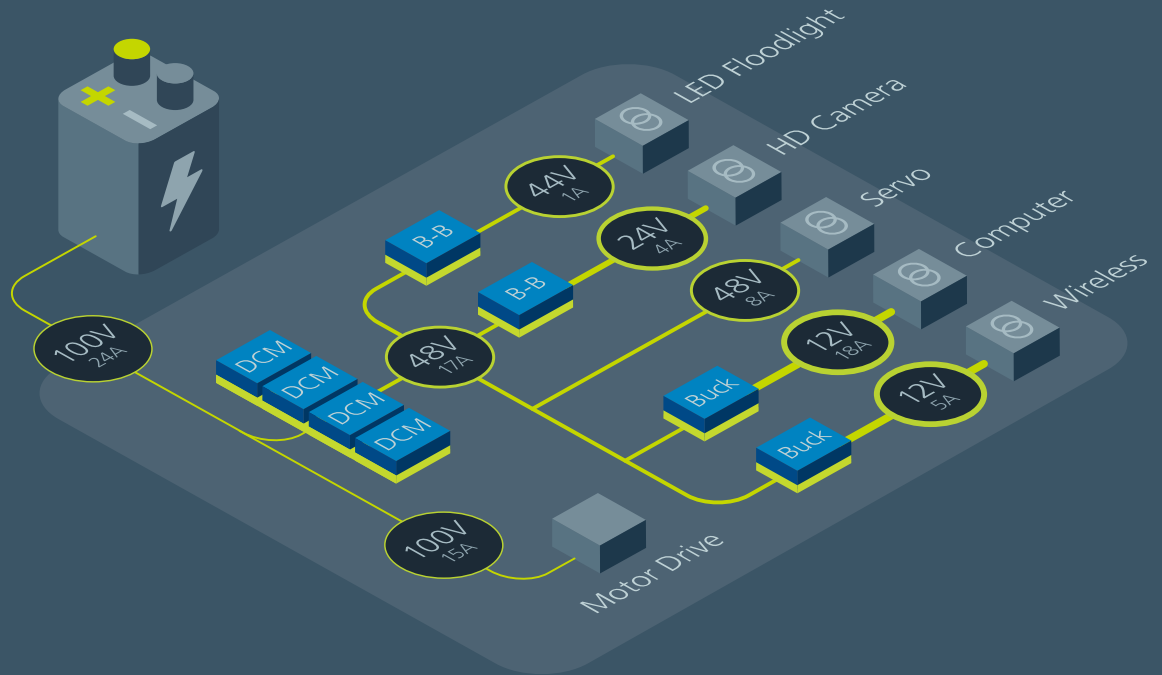 LED Floodlight
HD Camera
Servo
Computer
Wireless
44V
1A
B-B
24V
4A
B-B
48V
8A
100V
24A
DCM
DCM
DCM
DCM
48V
17A
12V
18A
Buck
12V
5A
Buck
100V
15A
Motor Drive